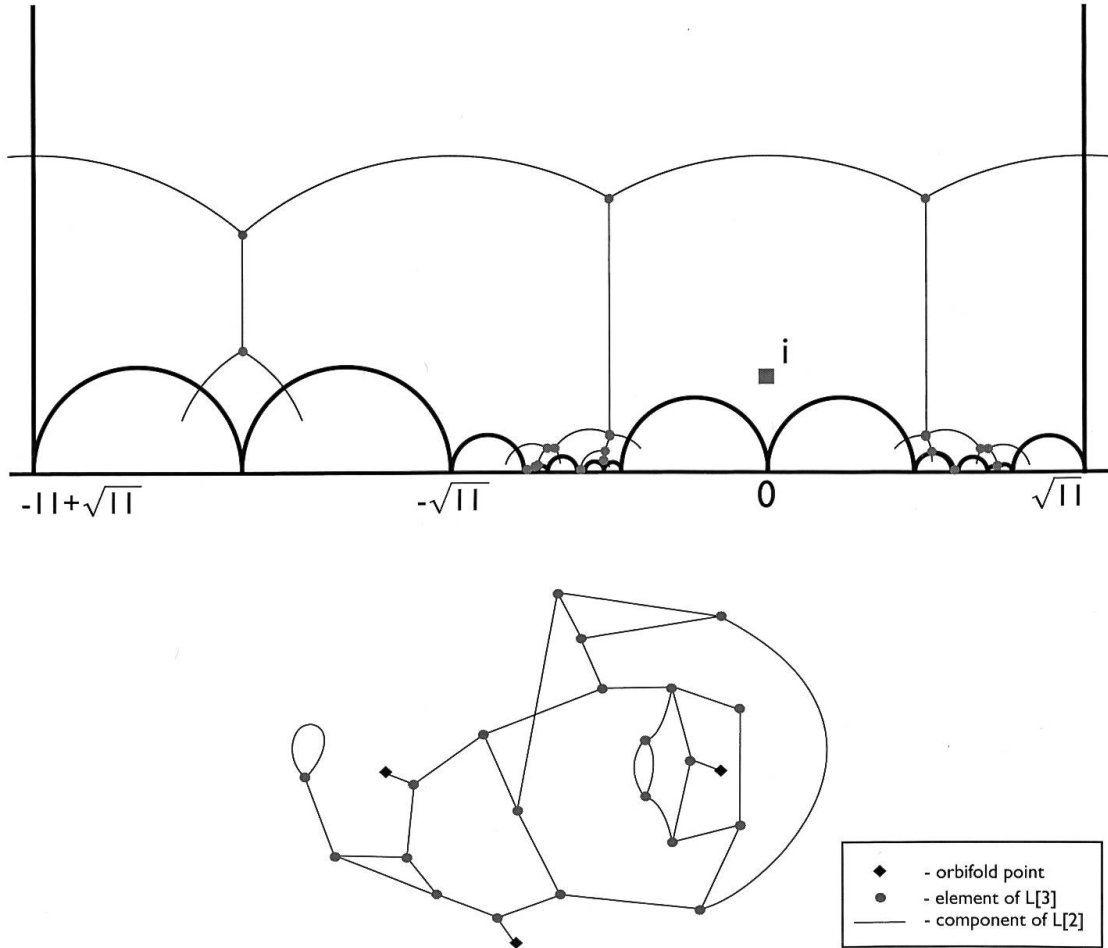 i
-11+√11 -√11 0 √11
- orbifold point
- element of L[3]
- component of L[2]